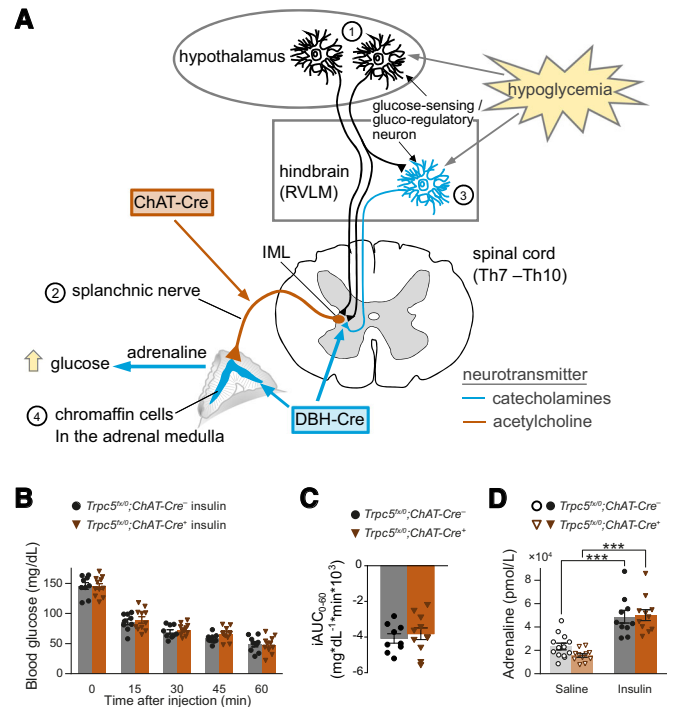 A
1
hypothalamus
hypoglycemia
glucose-sensing /
gluco-regulatory
neuron
hindbrain
(RVLM)
3
ChAT-Cre
IML
spinal cord
(Th7 –Th10)
2 splanchnic nerve
adrenaline
glucose
neurotransmitter
catecholamines
acetylcholine
4 chromaffin cells
In the adrenal medulla
DBH-Cre
B
Trpc5fx/0;ChAT-Cre– insulin
Trpc5fx/0;ChAT-Cre+ insulin
Blood glucose (mg/dL)
150
100
50
0
0 15 30 45 60
Time after injection (min)
C
Trpc5fx/0;ChAT-Cre–
Trpc5fx/0;ChAT-Cre+
iAUC0-60
(mg*dL-1*min*103)
0
-2
-4
-6
D
Trpc5fx/0;ChAT-Cre–
Trpc5fx/0;ChAT-Cre+
Adrenaline (pmol/L)
×10⁴
8
6
4
2
0
***
***
Saline Insulin